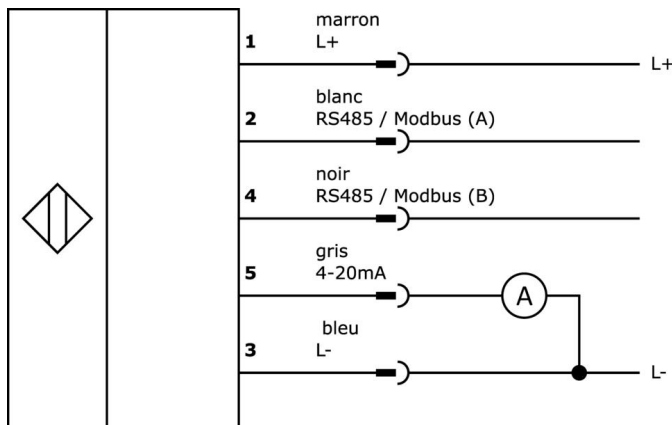 marron
1 L+
L+
blanc
2 RS485 / Modbus (A)
noir
4 RS485 / Modbus (B)
gris
5 4-20mA
A
bleu
3 L-
L-